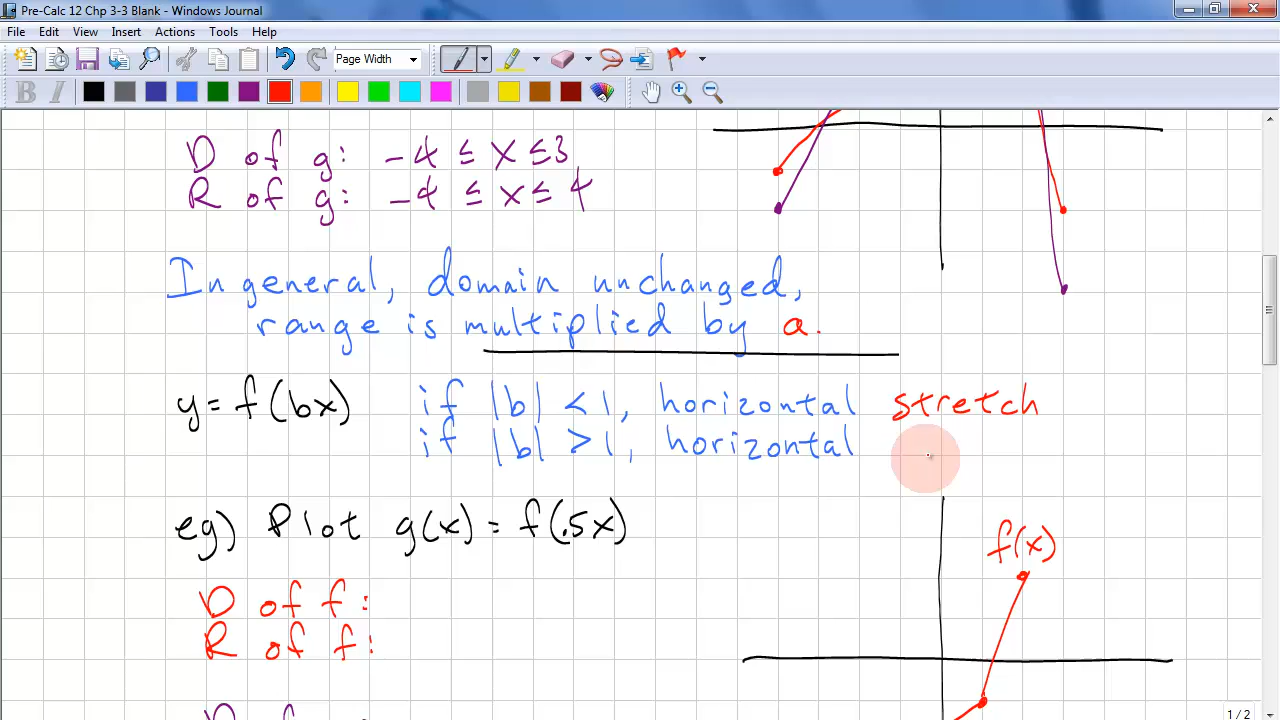 Pre-Calc 12 Chp 3-3 Blank - Windows Journal
File Edit View Insert Actions Tools Help
Page Width
B I
D of g: -4 ≤ x ≤ 3
R of g: -4 ≤ x ≤ 4
In general, domain unchanged,
range is multiplied by a.
y = f(bx) if |b| < 1, horizontal stretch
if |b| > 1, horizontal
eg) Plot g(x) = f(.5x)
f(x)
D of f:
R of f:
1/2